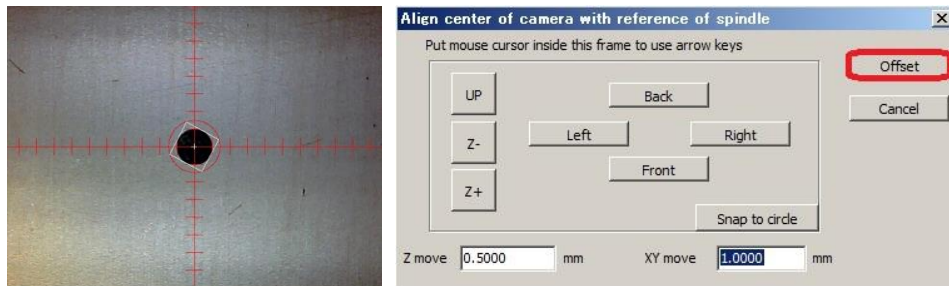 Align center of camera with reference of spindle
Put mouse cursor inside this frame to use arrow keys
Offset
UP
Back
Cancel
Z-
Left
Right
Front
Z+
Snap to circle
Z move 0.5000 mm XY move 1.0000 mm